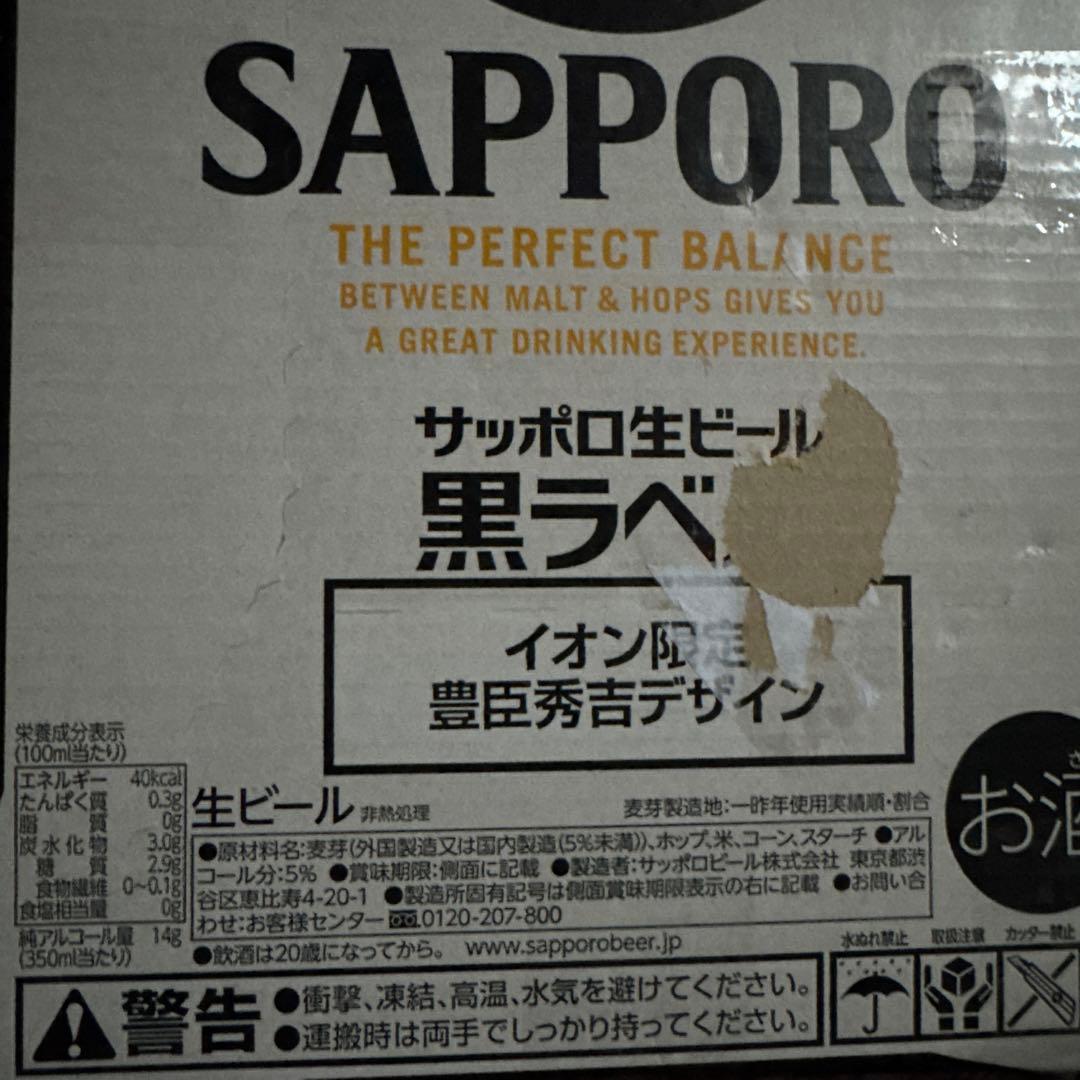 SAPPORO
THE PERFECT BALANCE
BETWEEN MALT & HOPS GIVES YOU
A GREAT DRINKING EXPERIENCE.
サッポロ生ビール
黒ラベ
イオン限定
豊臣秀吉デザイン
栄養成分表示
(100ml当たり)
エネルギー 40kcal
たんぱく質 0.3g
脂質 0g
炭水化物 3.0g
糖質 2.9g
食物繊維 0~0.1g
食塩相当量 0g
純アルコール量 14g
(350ml当たり)
生ビール 非熱処理
麦芽製造地:一昨年使用実績順・割合
●原材料名:麦芽(外国製造又は国内製造(5%未満))、ホップ、米、コーン、スターチ ●アル
コール分:5% ●賞味期限:側面に記載 ●製造者:サッポロビール株式会社 東京都渋
谷区恵比寿4-20-1 ●製造所固有記号は側面賞味期限表示の右に記載 ●お問い合
わせ:お客様センター 0120-207-800
●飲酒は20歳になってから。 www.sapporobeer.jp
お酒
さ
水ぬれ禁止 取扱注意 カッター禁止
警告
●衝撃、凍結、高温、水気を避けてください。
●運搬時は両手でしっかり持ってください。